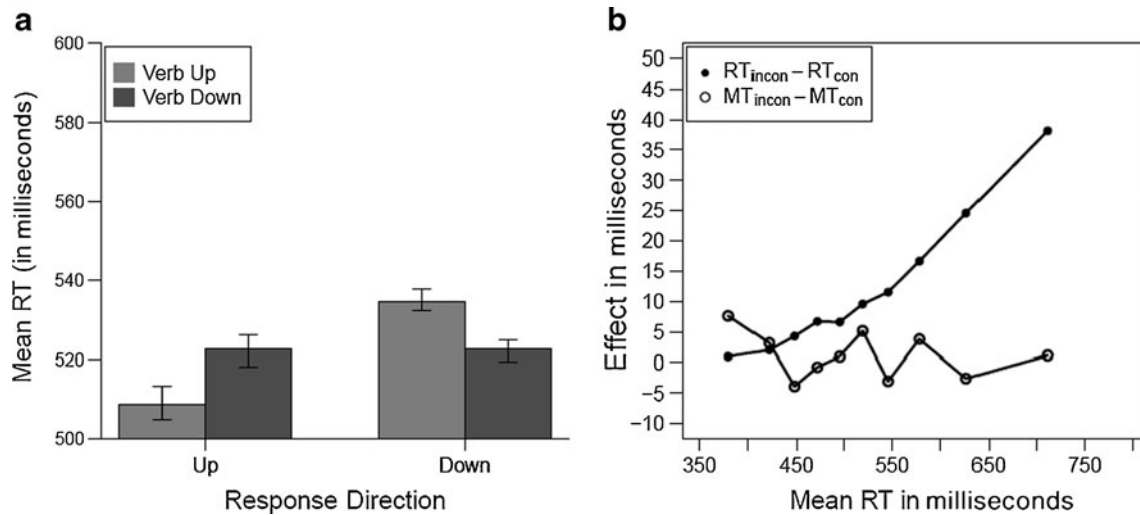 a
600
580
560
540
520
500
Mean RT (in milliseconds)
Verb Up
Verb Down
Up Down
Response Direction
b
50
45
40
35
30
25
20
15
10
5
0
−5
−10
Effect in milliseconds
RTincon − RTcon
MTincon − MTcon
350 450 550 650 750
Mean RT in milliseconds